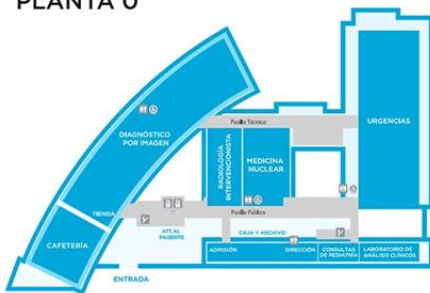 PLANTA 0
URGENCIAS
Pasillo Técnico
DIAGNÓSTICO
POR IMAGEN
RADIOLOGÍA
INTERVENCIONISTA
MEDICINA
NUCLEAR
TIENDA
Pasillo Público
ATT. AL
PACIENTE
CAJA Y ARCHIVO
CAFETERÍA
ADMISIÓN
DIRECCIÓN
CONSULTAS
DE PEDIATRÍA
LABORATORIO DE
ANÁLISIS CLÍNICOS
ENTRADA